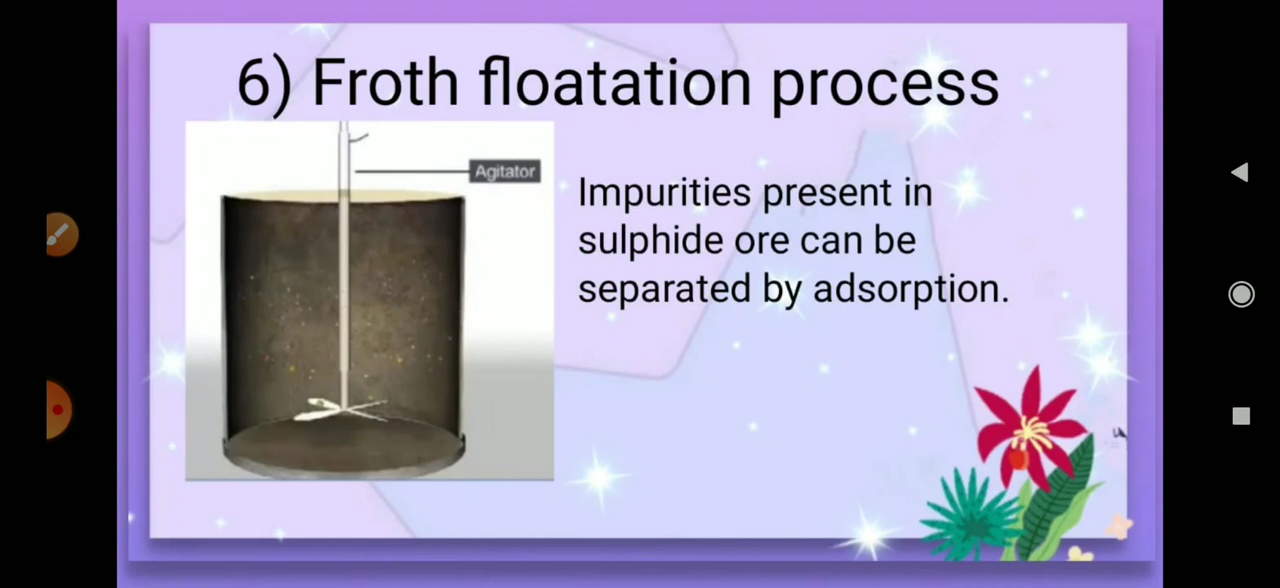 6) Froth floatation process
Agitator
Impurities present in
sulphide ore can be
separated by adsorption.